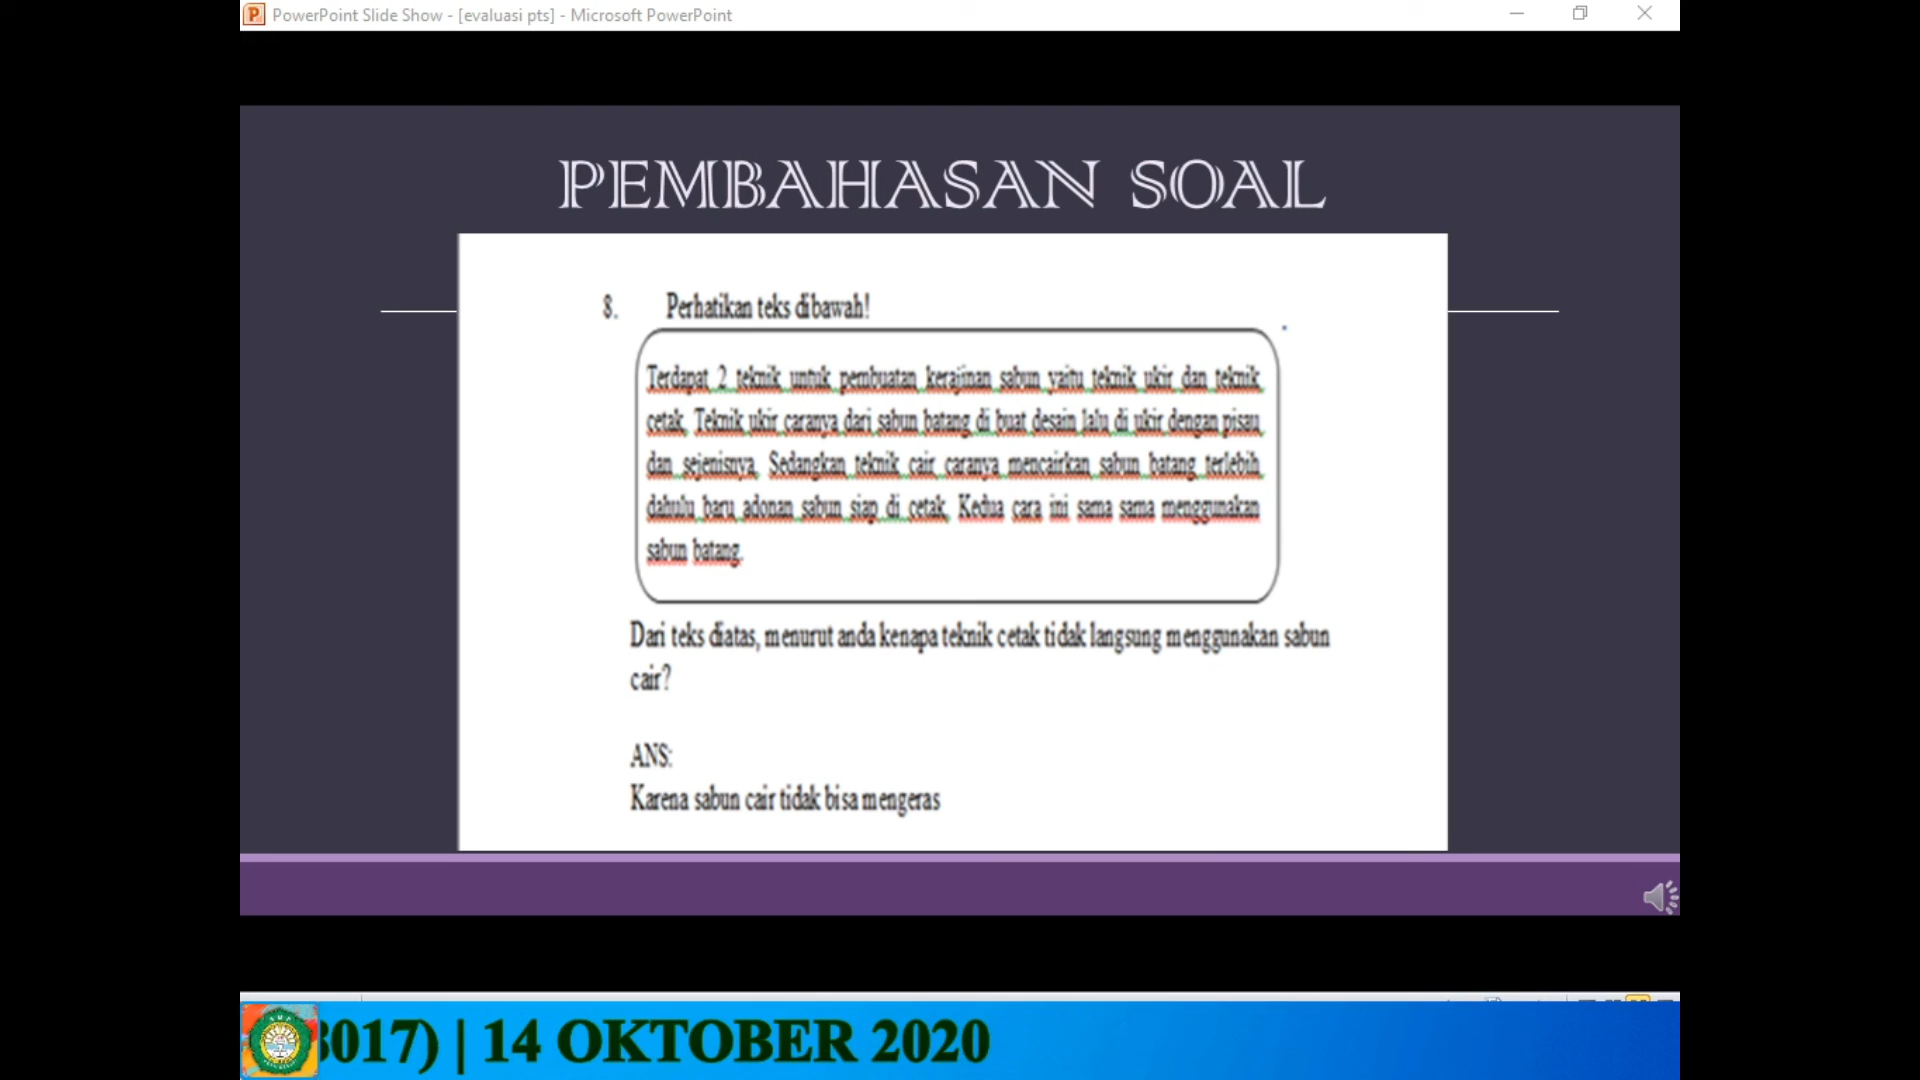 PowerPoint Slide Show - [evaluasi pts] - Microsoft PowerPoint
PEMBAHASAN SOAL
8. Perhatikan teks dibawah!
Terdapat 2 teknik untuk pembuatan kerajinan sabun yaitu teknik ukir dan teknik
cetak. Teknik ukir caranya dari sabun batang di buat desain lalu di ukir dengan pisau
dan sejenisnya. Sedangkan teknik cair caranya mencairkan sabun batang terlebih
dahulu baru adonan sabun siap di cetak. Kedua cara ini sama sama menggunakan
sabun batang.
Dari teks diatas, menurut anda kenapa teknik cetak tidak langsung menggunakan sabun
cair?
ANS:
Karena sabun cair tidak bisa mengeras
3017) | 14 OKTOBER 2020